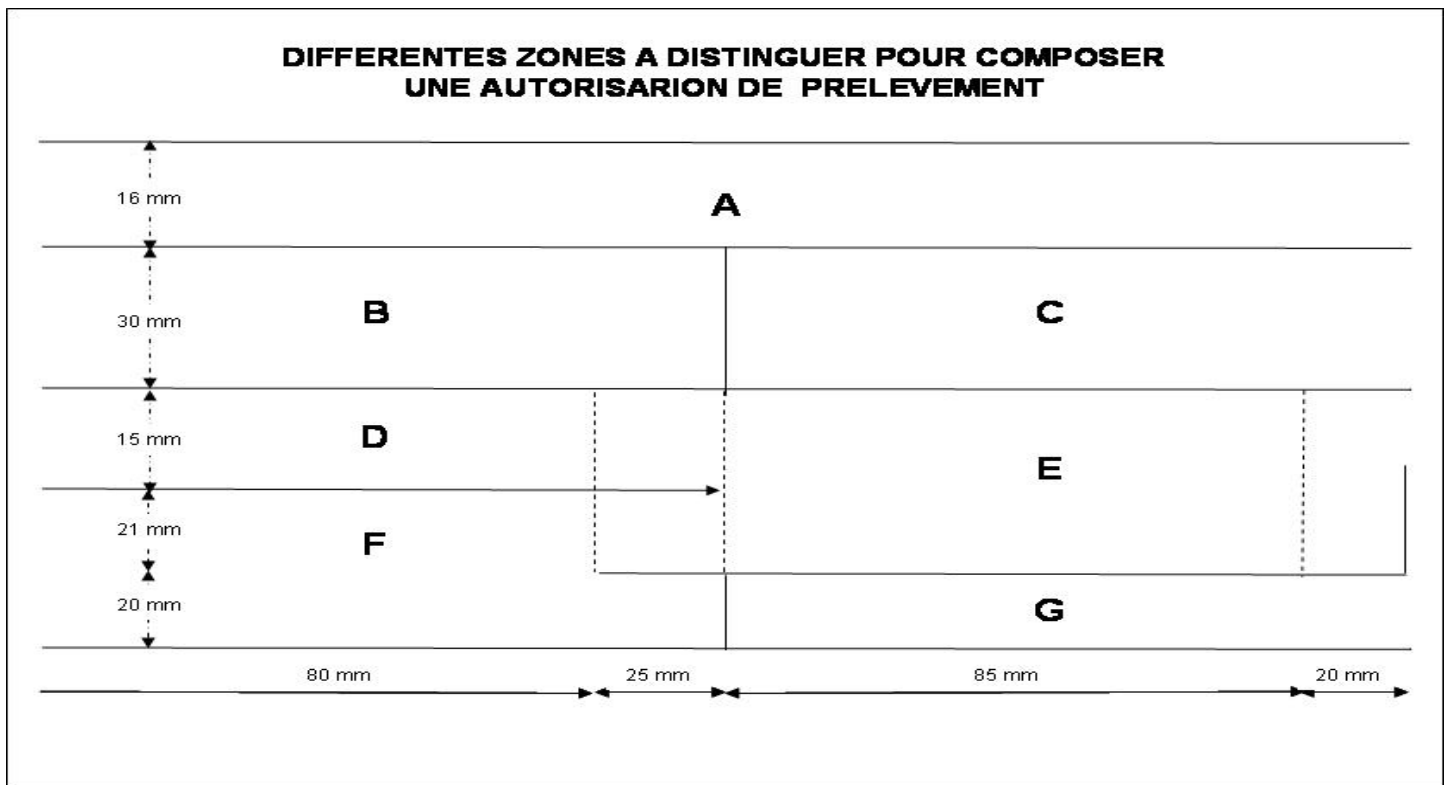 DIFFERENTES ZONES A DISTINGUER POUR COMPOSER
UNE AUTORISARION DE PRELEVEMENT
16 mm
A
30 mm
B
C
15 mm
D
E
21 mm
F
20 mm
G
80 mm
25 mm
85 mm
20 mm